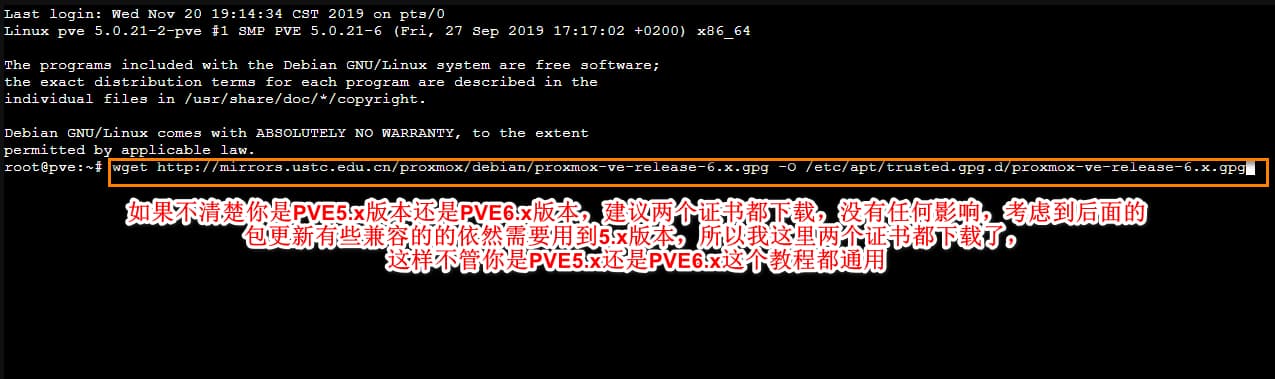 Last login: Wed Nov 20 19:14:34 CST 2019 on pts/0
Linux pve 5.0.21-2-pve #1 SMP PVE 5.0.21-6 (Fri, 27 Sep 2019 17:17:02 +0200) x86_64
The programs included with the Debian GNU/Linux system are free software;
the exact distribution terms for each program are described in the
individual files in /usr/share/doc/*/copyright.
Debian GNU/Linux comes with ABSOLUTELY NO WARRANTY, to the extent
permitted by applicable law.
root@pve:~# wget http://mirrors.ustc.edu.cn/proxmox/debian/proxmox-ve-release-6.x.gpg -O /etc/apt/trusted.gpg.d/proxmox-ve-release-6.x.gpg
如果不清楚你是PVE5.x版本还是PVE6.x版本，建议两个证书都下载，没有任何影响，考虑到后面的
包更新有些兼容的的依然需要用到5.x版本，所以我这里两个证书都下载了，
这样不管你是PVE5.x还是PVE6.x这个教程都通用